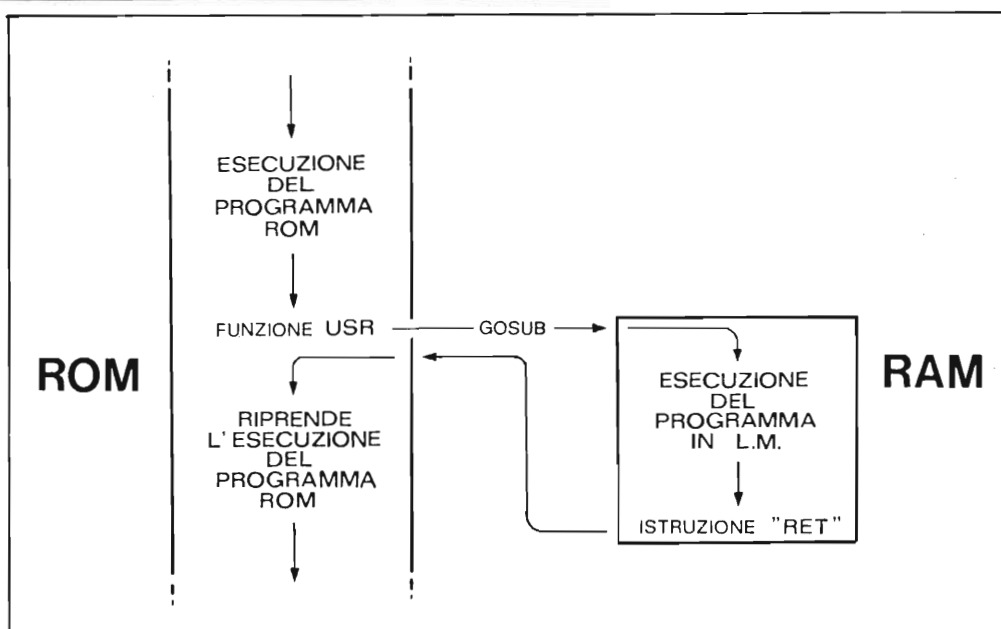 ESECUZIONE
DEL
PROGRAMMA
ROM
FUNZIONE USR
GOSUB
ROM
RIPRENDE
L'ESECUZIONE
DEL
PROGRAMMA
ROM
ESECUZIONE
DEL
PROGRAMMA
IN L.M.
ISTRUZIONE "RET"
RAM